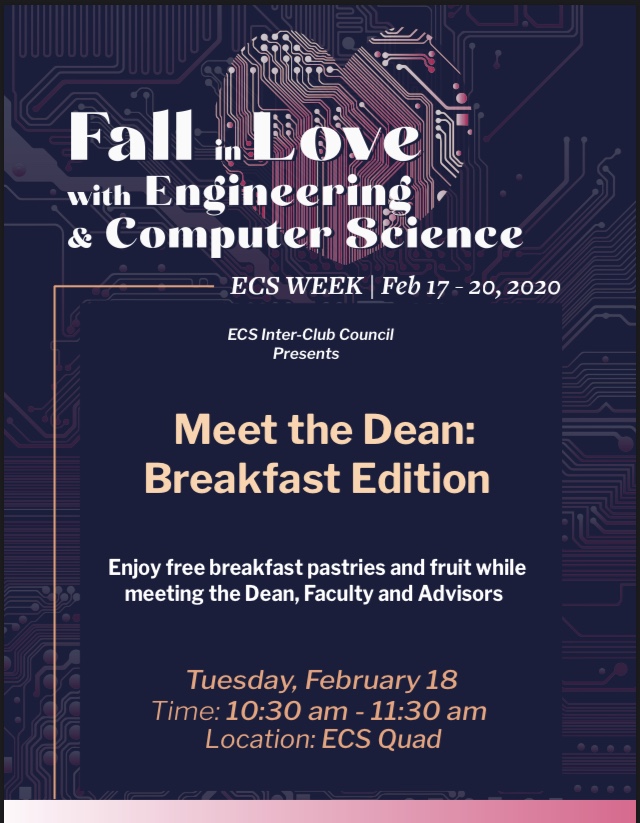 Fall in Love
with Engineering
& Computer Science
ECS WEEK | Feb 17 - 20, 2020
ECS Inter-Club Council
Presents
Meet the Dean:
Breakfast Edition
Enjoy free breakfast pastries and fruit while
meeting the Dean, Faculty and Advisors
Tuesday, February 18
Time: 10:30 am - 11:30 am
Location: ECS Quad